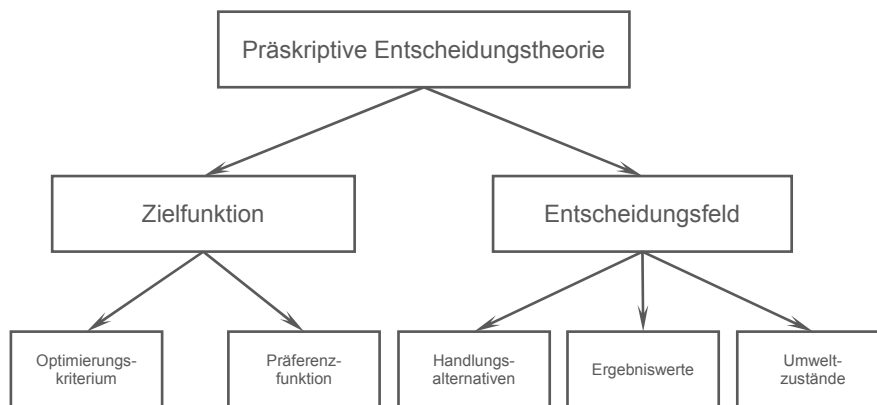 Präskriptive Entscheidungstheorie
Zielfunktion
Entscheidungsfeld
Optimierungs-
kriterium
Präferenz-
funktion
Handlungs-
alternativen
Ergebniswerte
Umwelt-
zustände